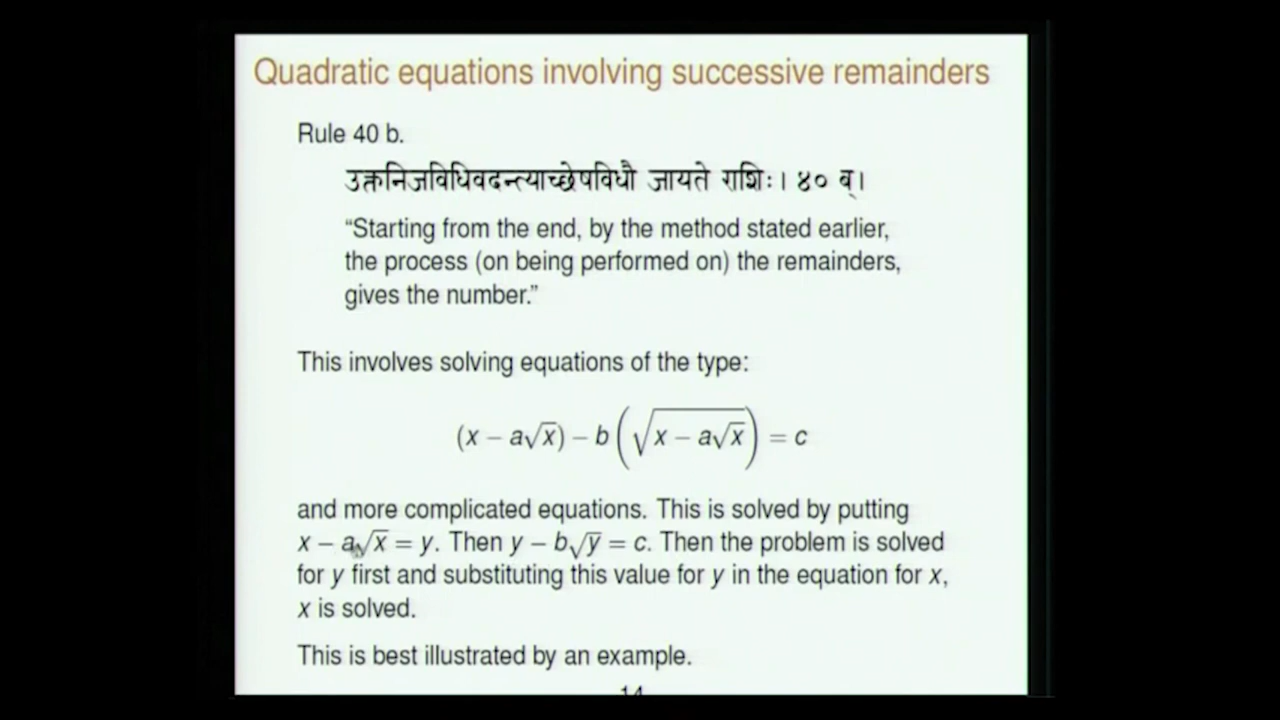 Quadratic equations involving successive remainders
Rule 40 b.
उक्तनिजविधिवदन्त्याच्छेषविधौ जायते राशिः। ४० ब्।
“Starting from the end, by the method stated earlier,
the process (on being performed on) the remainders,
gives the number.”
This involves solving equations of the type:
(x − a√x) − b(√(x − a√x)) = c
and more complicated equations. This is solved by putting
x − a√x = y. Then y − b√y = c. Then the problem is solved
for y first and substituting this value for y in the equation for x,
x is solved.
This is best illustrated by an example.
14